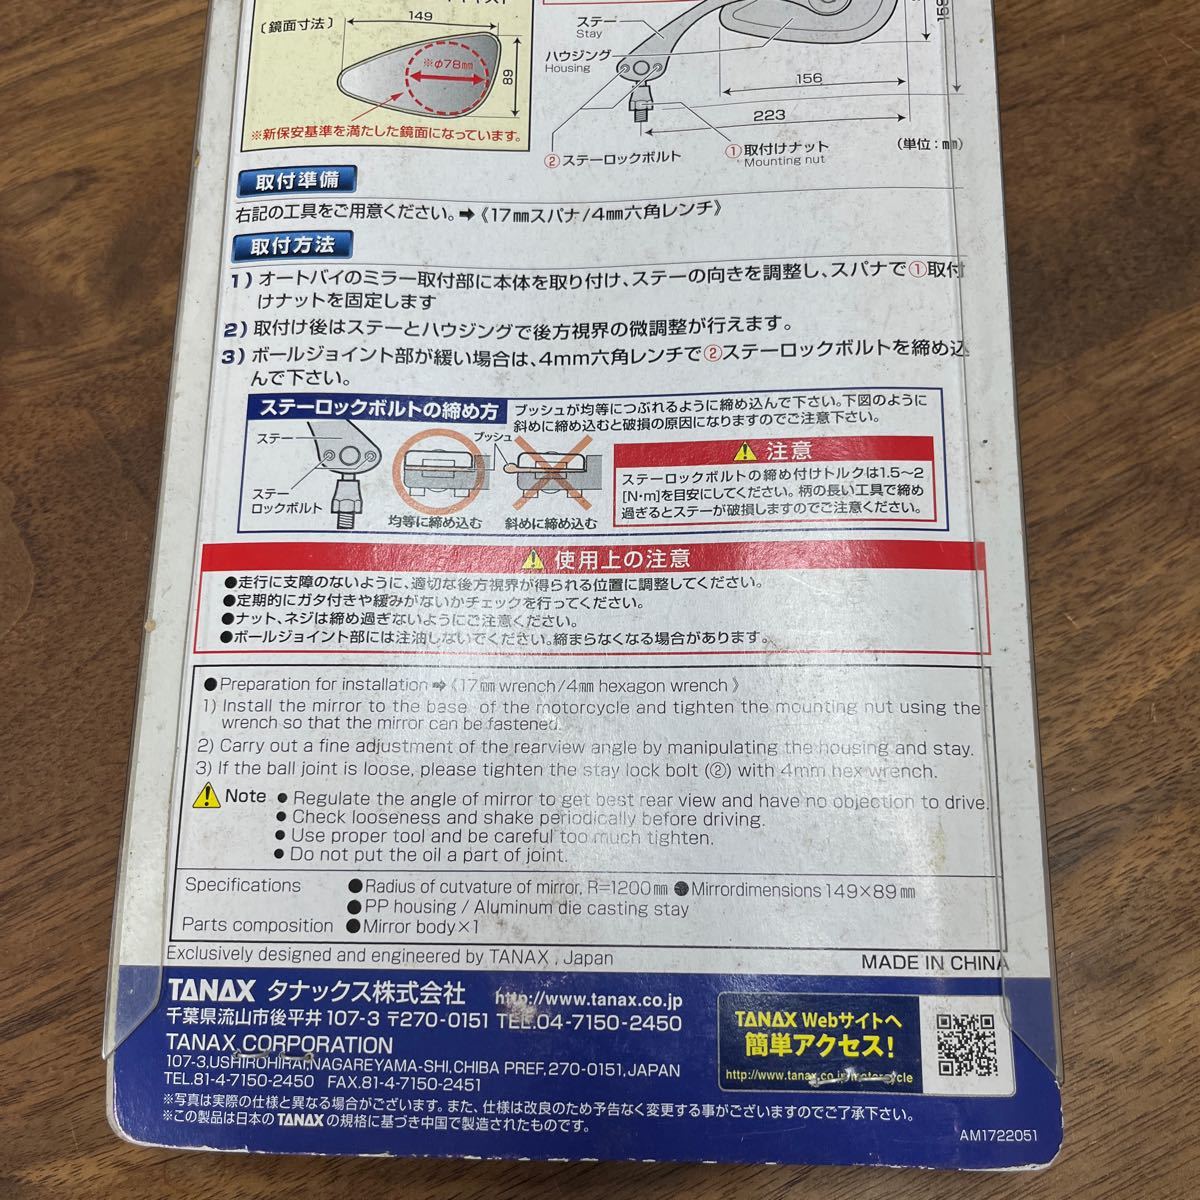 149
〔鏡面寸法〕
※φ78㎜
89
※新保安基準を満たした鏡面になっています。
ステー
Stay
ハウジング
Housing
156
223
②ステーロックボルト
①取付けナット
Mounting nut
(単位:㎜)
取付準備
右記の工具をご用意ください。➡《17㎜スパナ/4㎜六角レンチ》
取付方法
1）オートバイのミラー取付部に本体を取り付け、ステーの向きを調整し、スパナで①取付
けナットを固定します
2）取付け後はステーとハウジングで後方視界の微調整が行えます。
3）ボールジョイント部が緩い場合は、4mm六角レンチで②ステーロックボルトを締め込
んで下さい。
ステーロックボルトの締め方
ブッシュが均等につぶれるように締め込んで下さい。下図のように
斜めに締め込むと破損の原因になりますのでご注意下さい。
ステー
ブッシュ
ステー
ロックボルト
均等に締め込む
斜めに締め込む
注意
ステーロックボルトの締め付けトルクは1.5〜2
[N・m]を目安にしてください。柄の長い工具で締め
過ぎるとステーが破損しますのでご注意ください。
使用上の注意
●走行に支障のないように、適切な後方視界が得られる位置に調整してください。
●定期的にガタ付きや緩みがないかチェックを行ってください。
●ナット、ネジは締め過ぎないようにご注意ください。
●ボールジョイント部には注油しないでください。締まらなくなる場合があります。
●Preparation for installation ➡《17㎜ wrench/4㎜ hexagon wrench》
1) Install the mirror to the base of the motorcycle and tighten the mounting nut using the
wrench so that the mirror can be fastened.
2) Carry out a fine adjustment of the rearview angle by manipulating the housing and stay.
3) If the ball joint is loose, please tighten the stay lock bolt (②) with 4mm hex wrench.
Note ● Regulate the angle of mirror to get best rear view and have no objection to drive.
● Check looseness and shake periodically before driving.
● Use proper tool and be careful too much tighten.
● Do not put the oil a part of joint.
Specifications ●Radius of cutvature of mirror, R=1200㎜ ●Mirrordimensions 149×89㎜
●PP housing / Aluminum die casting stay
Parts composition ●Mirror body×1
Exclusively designed and engineered by TANAX , Japan
MADE IN CHINA
TANAX タナックス株式会社 http://www.tanax.co.jp
千葉県流山市後平井107-3 〒270-0151 TEL.04-7150-2450
TANAX CORPORATION
107-3,USHIROHIRAI,NAGAREYAMA-SHI,CHIBA PREF,270-0151,JAPAN
TEL.81-4-7150-2450 FAX.81-4-7150-2451
TANAX Webサイトへ
簡単アクセス!
http://www.tanax.co.jp/motorcycle
※写真は実際の仕様と異なる場合がございます。また、仕様は改良のため予告なく変更する事がございますのでご了承下さい。
※この製品は日本のTANAXの規格に基づき中国で製造されたものです。
AM1722051